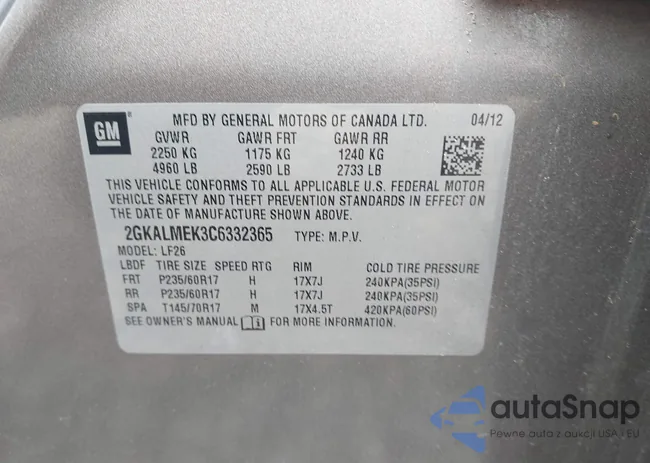 GM
MFD BY GENERAL MOTORS OF CANADA LTD. 04/12
GVWR GAWR FRT GAWR RR
2250 KG 1175 KG 1240 KG
4960 LB 2590 LB 2733 LB
THIS VEHICLE CONFORMS TO ALL APPLICABLE U.S. FEDERAL MOTOR
VEHICLE SAFETY AND THEFT PREVENTION STANDARDS IN EFFECT ON
THE DATE OF MANUFACTURE SHOWN ABOVE.
2GKALMEK3C6332365 TYPE: M.P.V.
MODEL: LF26
LBDF TIRE SIZE SPEED RTG RIM COLD TIRE PRESSURE
FRT P235/60R17 H 17X7J 240KPA(35PSI)
RR P235/60R17 H 17X7J 240KPA(35PSI)
SPA T145/70R17 M 17X4.5T 420KPA(60PSI)
SEE OWNER'S MANUAL FOR MORE INFORMATION.
autaSnap
Pewne auta z aukcji USA i EU